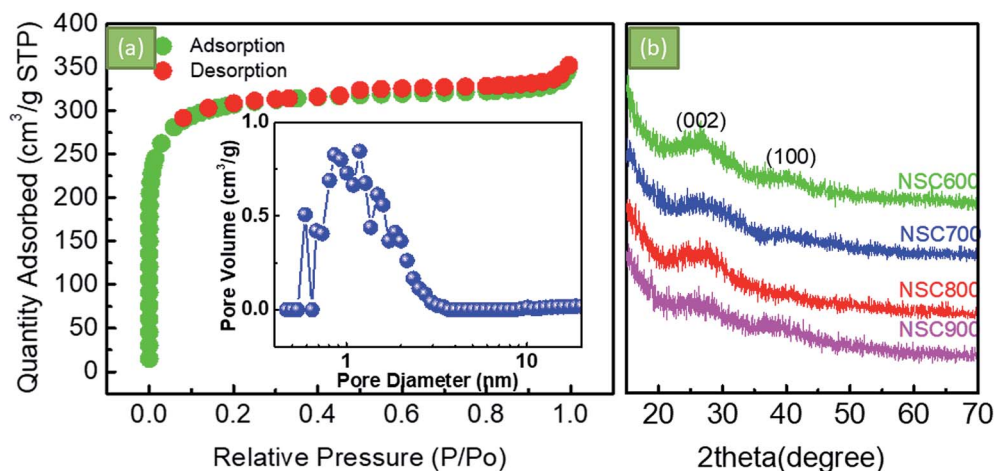 (a)
Adsorption
Desorption
Quantity Adsorbed (cm³/g STP)
400
350
300
250
200
150
100
50
0
0.0 0.2 0.4 0.6 0.8 1.0
Relative Pressure (P/Po)
Pore Volume (cm³/g)
1.0
0.5
0.0
1 10
Pore Diameter (nm)
(b)
(002)
(100)
NSC600
NSC700
NSC800
NSC900
20 30 40 50 60 70
2theta(degree)